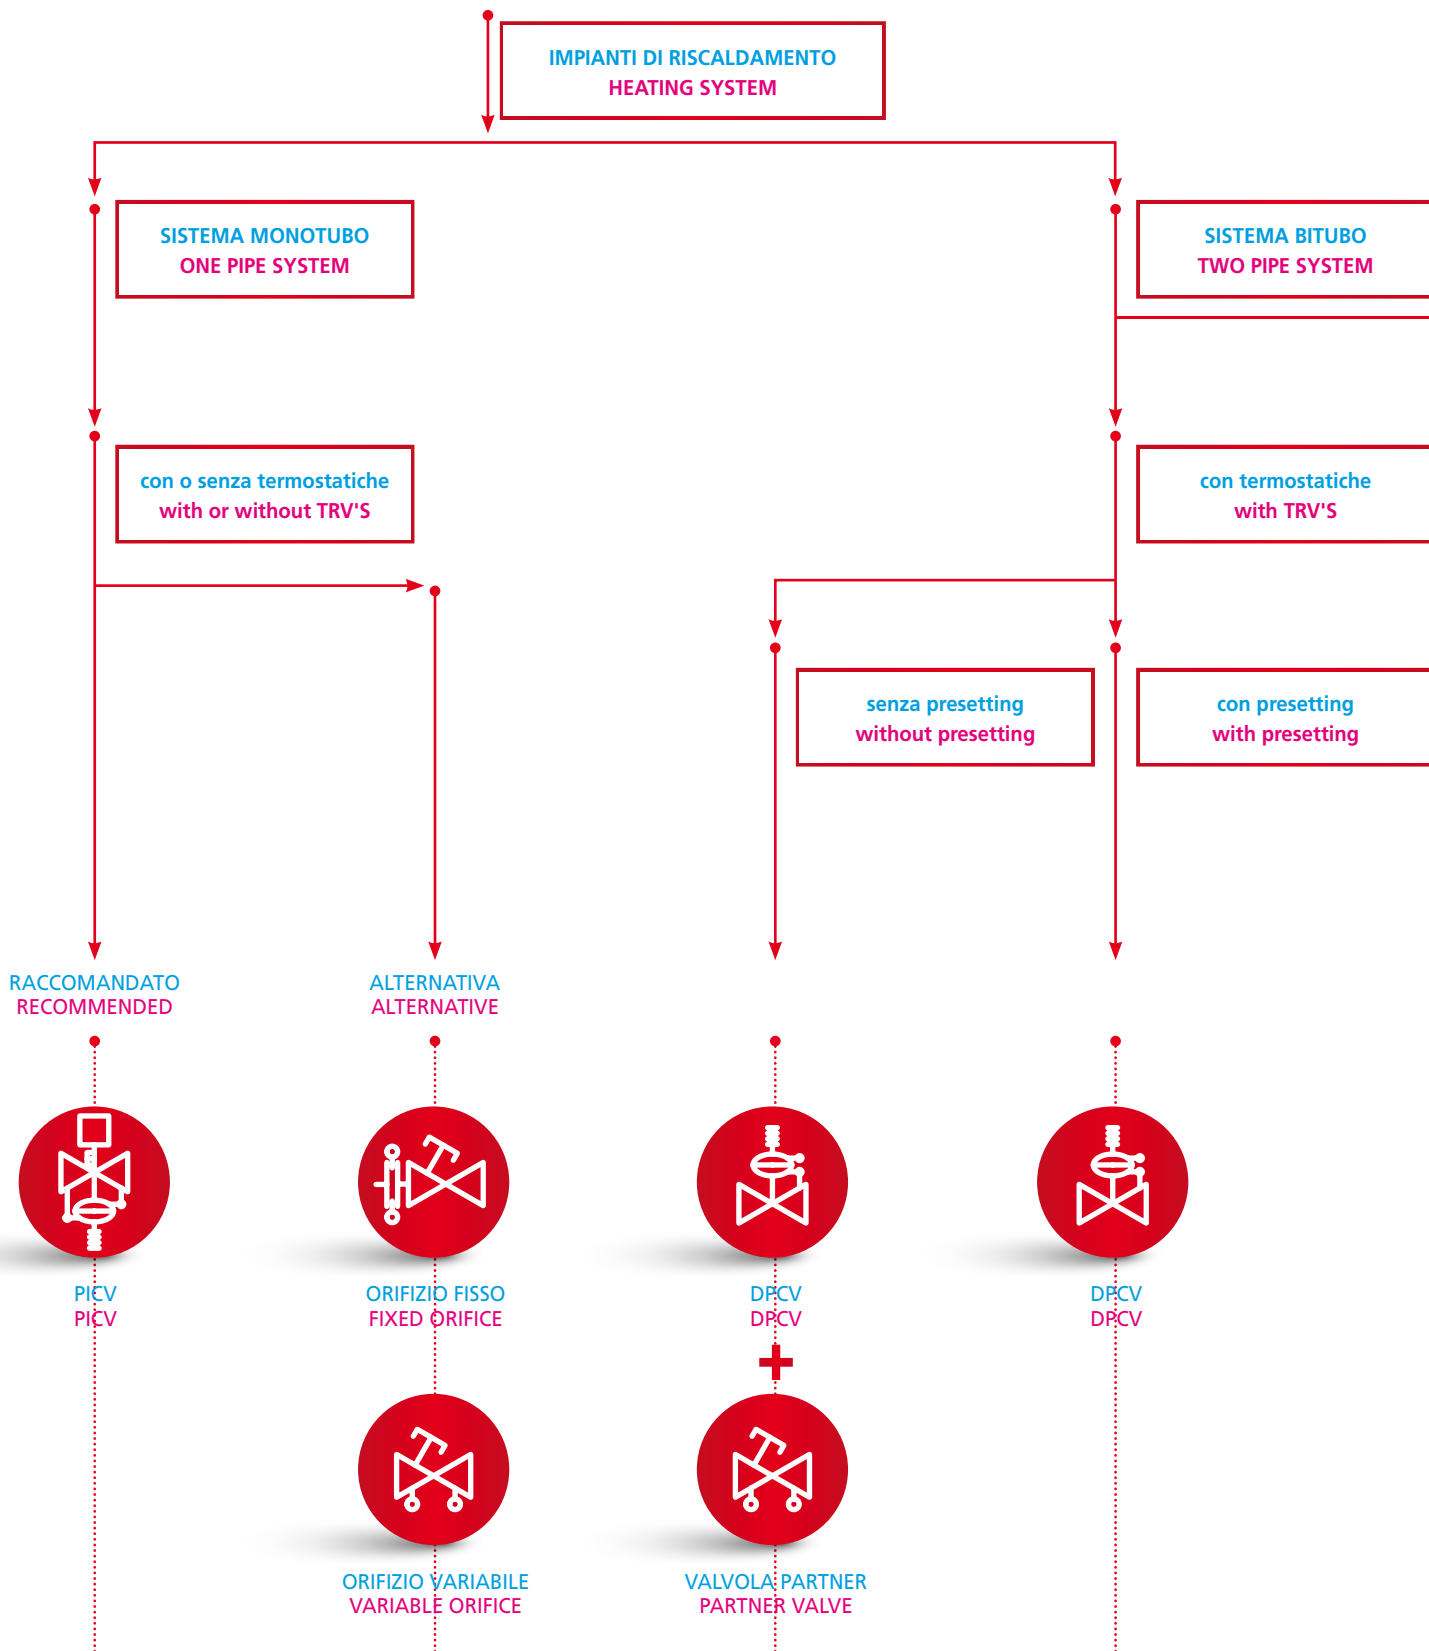 IMPIANTI DI RISCALDAMENTO
HEATING SYSTEM
SISTEMA MONOTUBO
ONE PIPE SYSTEM
SISTEMA BITUBO
TWO PIPE SYSTEM
con o senza termostatiche
with or without TRV'S
con termostatiche
with TRV'S
senza presetting
without presetting
con presetting
with presetting
RACCOMANDATO
RECOMMENDED
ALTERNATIVA
ALTERNATIVE
PICV
PICV
ORIFIZIO FISSO
FIXED ORIFICE
DPCV
DPCV
DPCV
DPCV
+
ORIFIZIO VARIABILE
VARIABLE ORIFICE
VALVOLA PARTNER
PARTNER VALVE